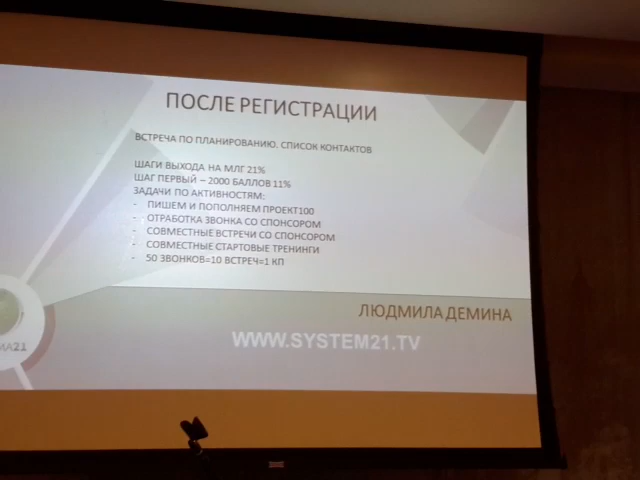 ПОСЛЕ РЕГИСТРАЦИИ
ВСТРЕЧА ПО ПЛАНИРОВАНИЮ. СПИСОК КОНТАКТОВ
ШАГИ ВЫХОДА НА МЛГ 21%
ШАГ ПЕРВЫЙ – 2000 БАЛЛОВ 11%
ЗАДАЧИ ПО АКТИВНОСТЯМ:
- ПИШЕМ И ПОПОЛНЯЕМ ПРОЕКТ100
- ОТРАБОТКА ЗВОНКА СО СПОНСОРОМ
- СОВМЕСТНЫЕ ВСТРЕЧИ СО СПОНСОРОМ
- СОВМЕСТНЫЕ СТАРТОВЫЕ ТРЕНИНГИ
- 50 ЗВОНКОВ=10 ВСТРЕЧ=1 КП
ЛЮДМИЛА ДЕМИНА
WWW.SYSTEM21.TV
МА21